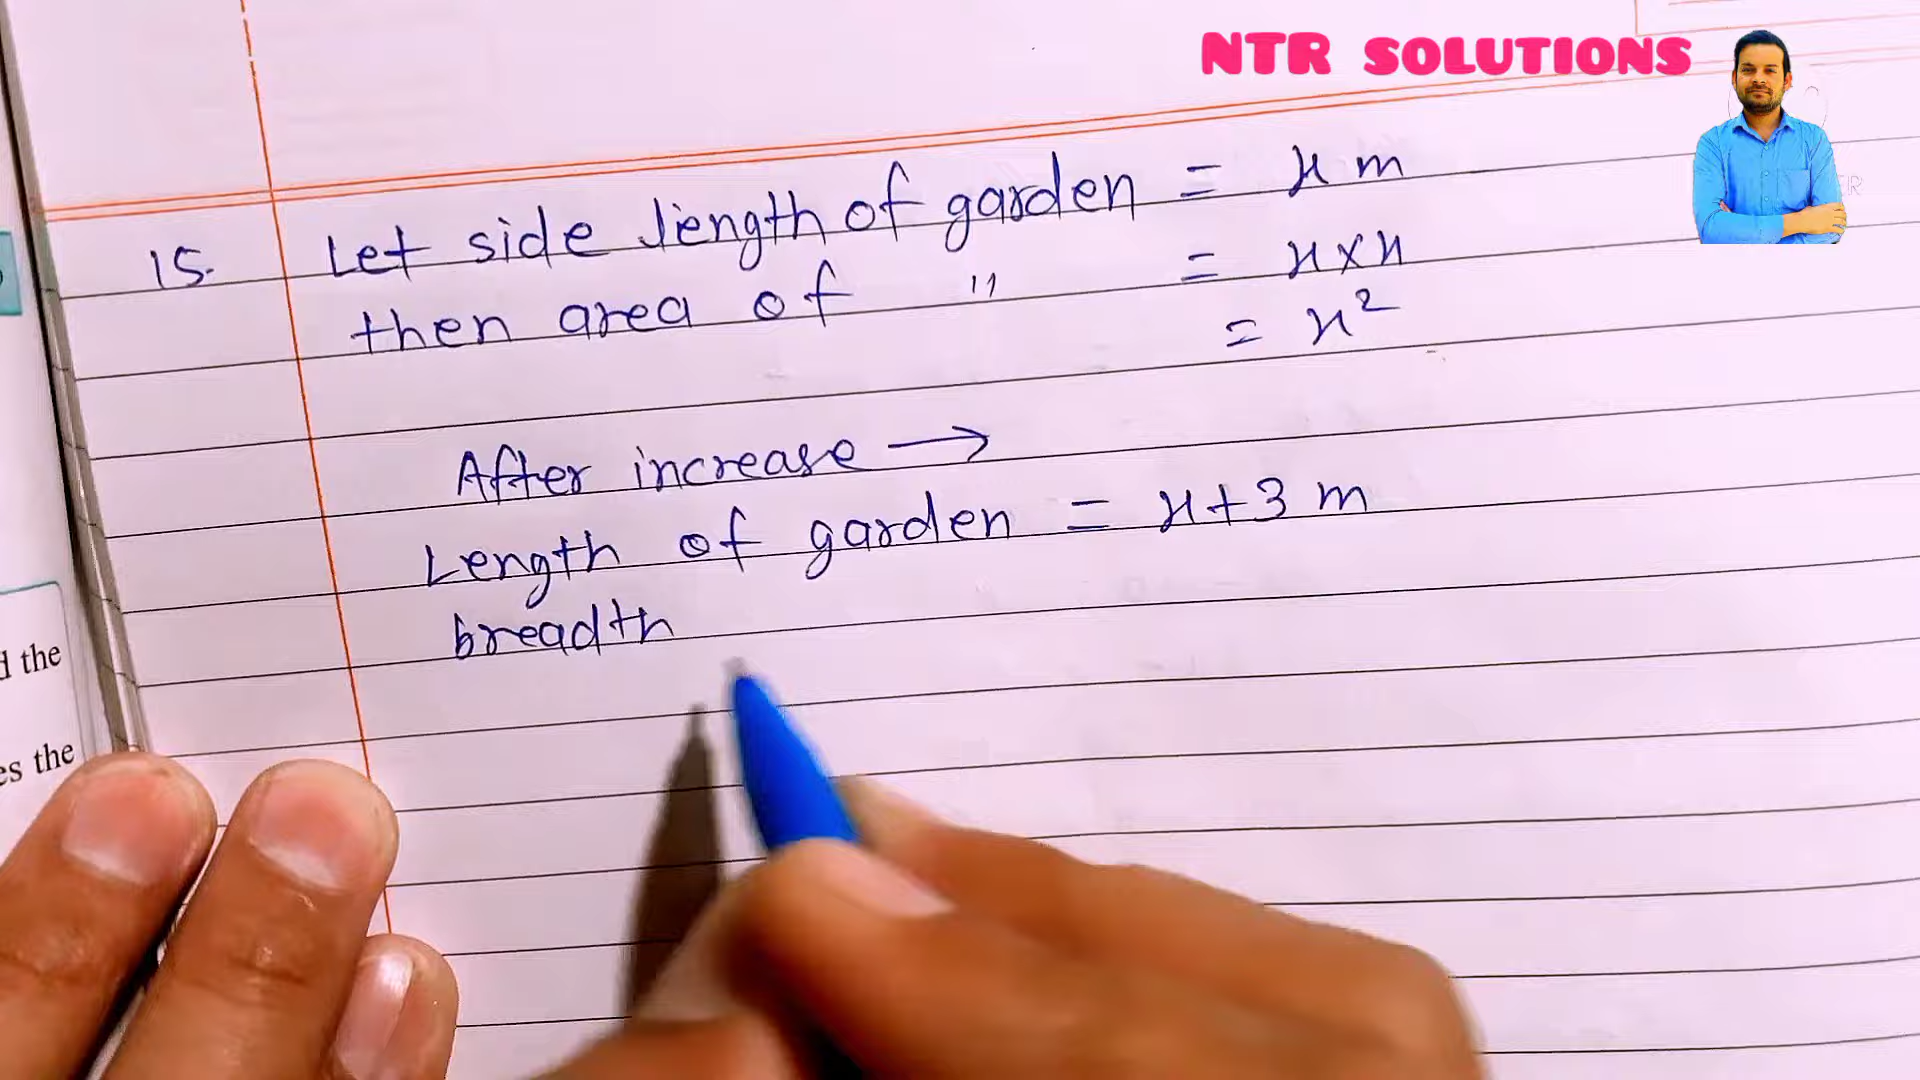 NTR SOLUTIONS
15. Let side length of garden = x m
then area of " = x × x
= x²
After increase →
Length of garden = x + 3 m
breadth
the
es the